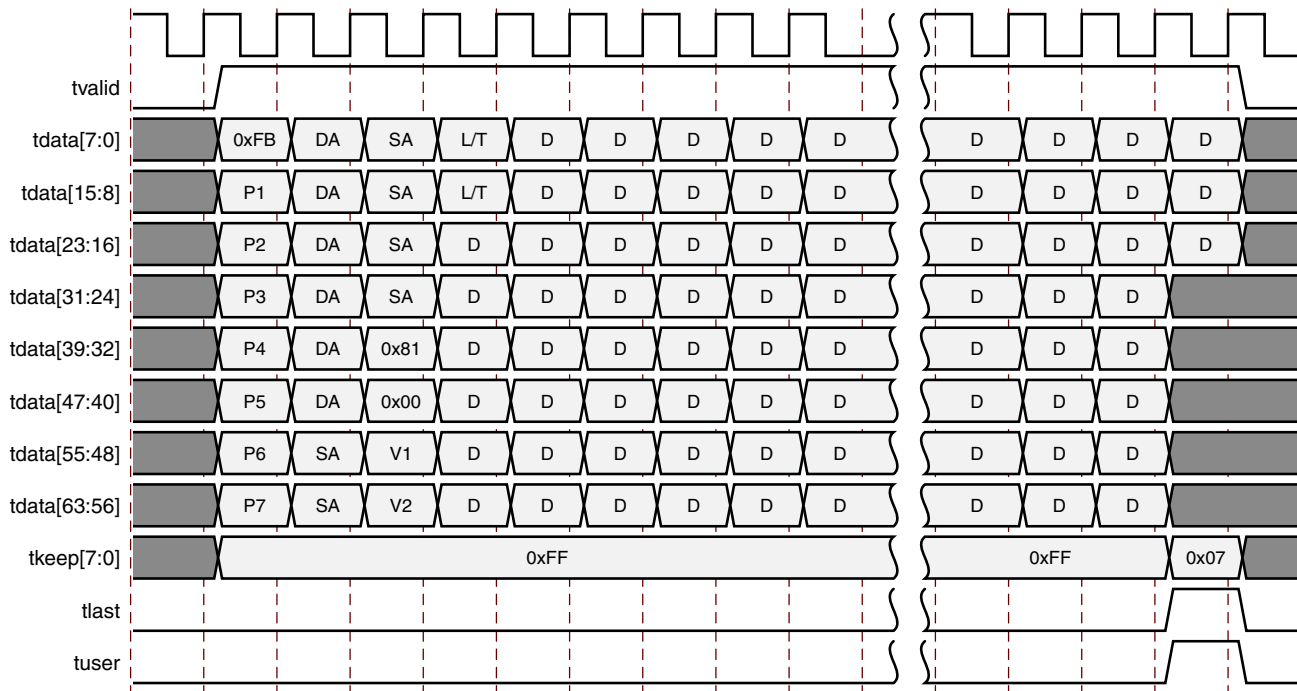 tvalid
tdata[7:0] 0xFB DA SA L/T D D D D D D D D D
tdata[15:8] P1 DA SA L/T D D D D D D D D D
tdata[23:16] P2 DA SA D D D D D D D D D D
tdata[31:24] P3 DA SA D D D D D D D D D
tdata[39:32] P4 DA 0x81 D D D D D D D D D
tdata[47:40] P5 DA 0x00 D D D D D D D D D
tdata[55:48] P6 SA V1 D D D D D D D D D
tdata[63:56] P7 SA V2 D D D D D D D D D
tkeep[7:0] 0xFF 0xFF 0x07
tlast
tuser